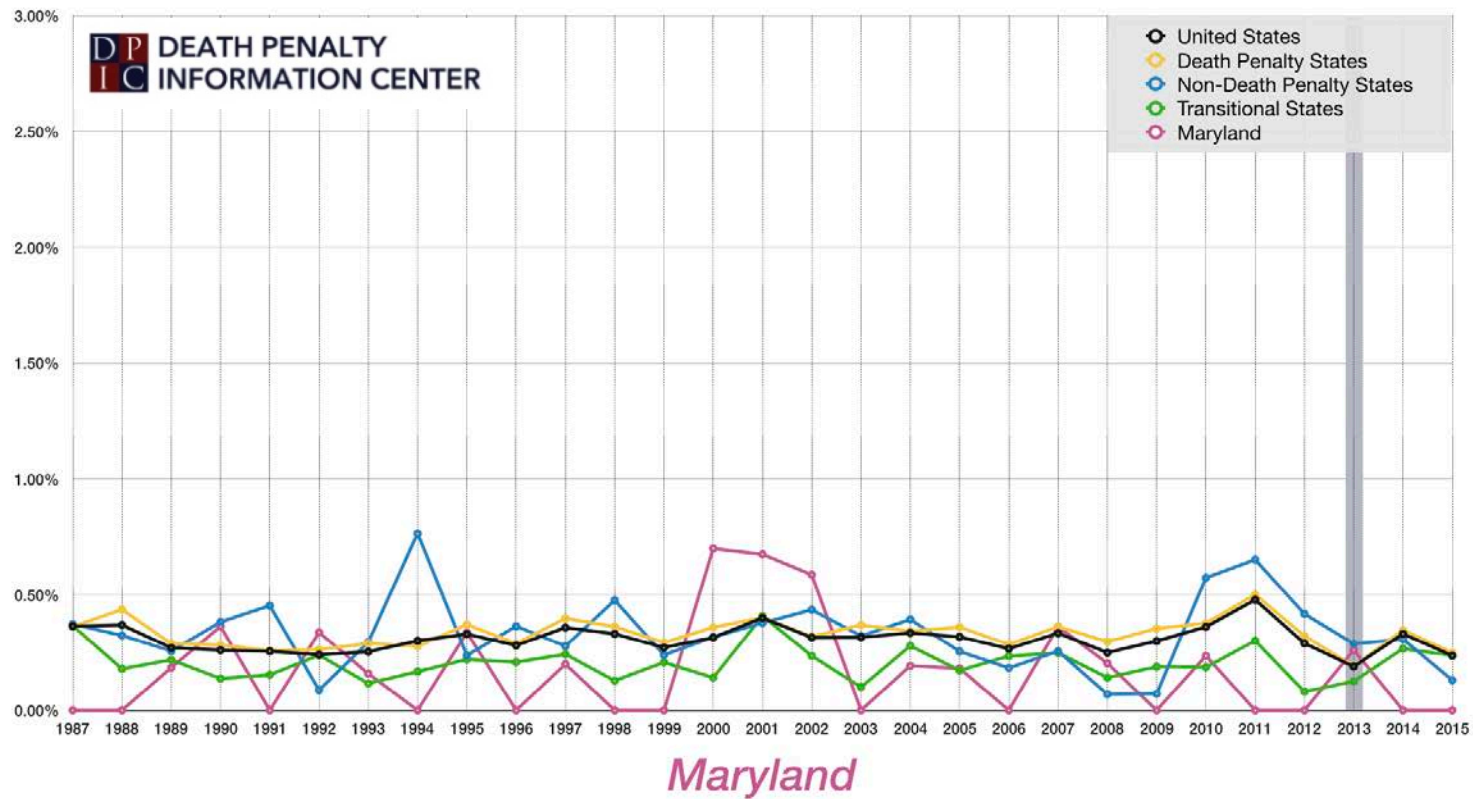 3.00%
D P
I C
DEATH PENALTY
INFORMATION CENTER
United States
Death Penalty States
Non-Death Penalty States
Transitional States
Maryland
2.50%
2.00%
1.50%
1.00%
0.50%
0.00%
1987 1988 1989 1990 1991 1992 1993 1994 1995 1996 1997 1998 1999 2000 2001 2002 2003 2004 2005 2006 2007 2008 2009 2010 2011 2012 2013 2014 2015
Maryland